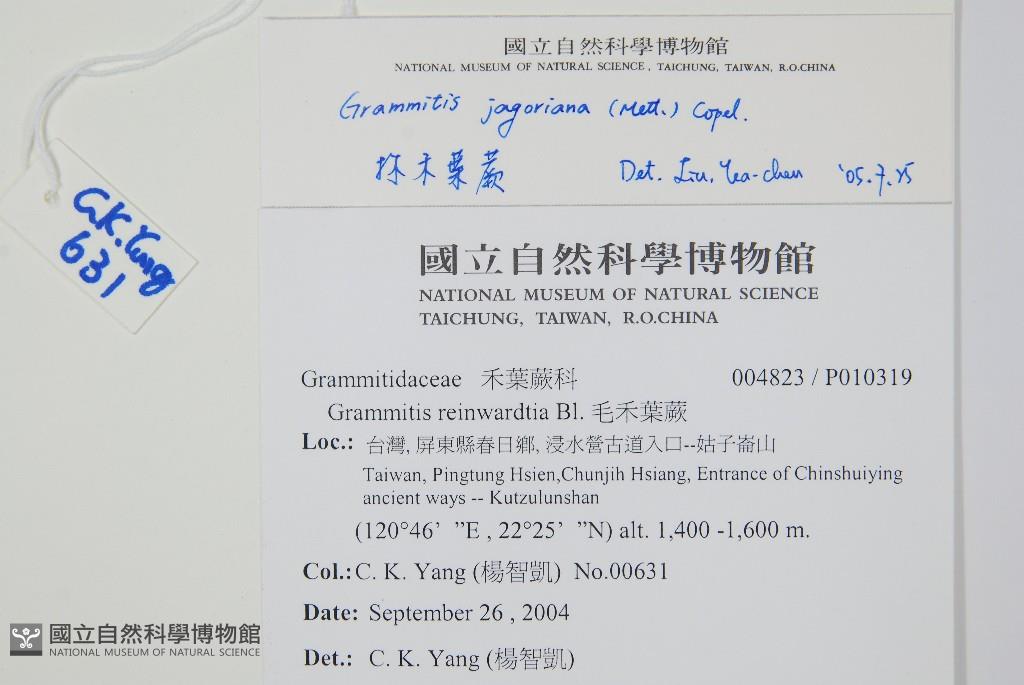 國立自然科學博物館
NATIONAL MUSEUM OF NATURAL SCIENCE, TAICHUNG, TAIWAN, R.O.CHINA
Grammitis jagoriana (Mett.) Copel.
禾葉蕨
Det. Liu, Yea-chen '05.7.25
C.K.Yang
631
國立自然科學博物館
NATIONAL MUSEUM OF NATURAL SCIENCE
TAICHUNG, TAIWAN, R.O.CHINA
Grammitidaceae 禾葉蕨科 004823 / P010319
Grammitis reinwardtia Bl. 毛禾葉蕨
Loc.: 台灣, 屏東縣春日鄉, 浸水營古道入口--姑子崙山
Taiwan, Pingtung Hsien,Chunjih Hsiang, Entrance of Chinshuiying
ancient ways -- Kutzulunshan
(120°46’ ”E , 22°25’ ”N) alt. 1,400 -1,600 m.
Col.: C. K. Yang (楊智凱) No.00631
Date: September 26 , 2004
Det.: C. K. Yang (楊智凱)
國立自然科學博物館
NATIONAL MUSEUM OF NATURAL SCIENCE